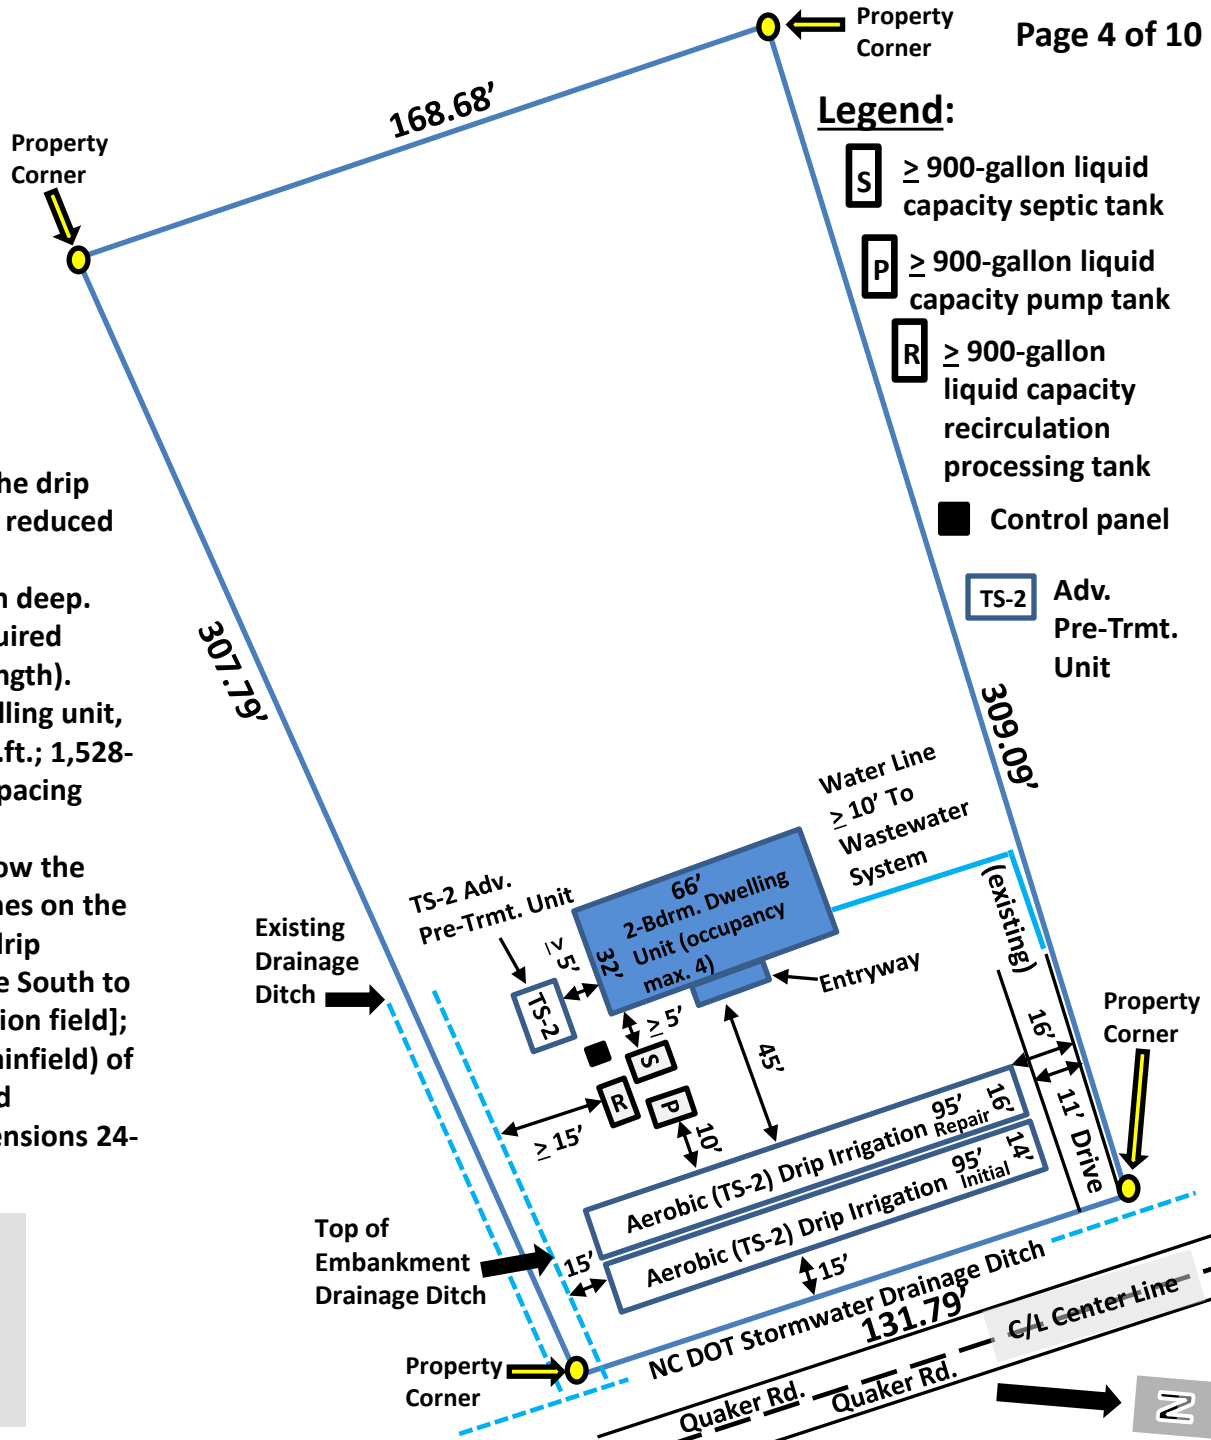 Page 4 of 10
Property
Corner
168.68’
Property
Corner
Legend:
S
≥ 900-gallon liquid
capacity septic tank
P
≥ 900-gallon liquid
capacity pump tank
R
≥ 900-gallon
liquid capacity
recirculation
processing tank
Control panel
TS-2
Adv.
Pre-Trmt.
Unit
he drip
reduced
n deep.
uired
ngth).
lling unit,
.ft.; 1,528-
pacing
ow the
nes on the
drip
e South to
ion field];
ainfield) of
d
ensions 24-
307.79’
309.09’
Water Line
≥ 10’ To
Wastewater
System
(existing)
TS-2 Adv.
Pre-Trmt. Unit
66’
2-Bdrm. Dwelling
Unit (occupancy
max. 4)
32’
≥ 5’
Entryway
Existing
Drainage
Ditch
TS-2
≥ 5’
S
R
P
≥ 15’
10’
45’
16’
11’ Drive
Property
Corner
Aerobic (TS-2) Drip Irrigation
95’
Repair
16’
Aerobic (TS-2) Drip Irrigation
95’
Initial
14’
Top of
Embankment
Drainage Ditch
15’
15’
NC DOT Stormwater Drainage Ditch
131.79’
C/L Center Line
Property
Corner
Quaker Rd.
Quaker Rd.
N